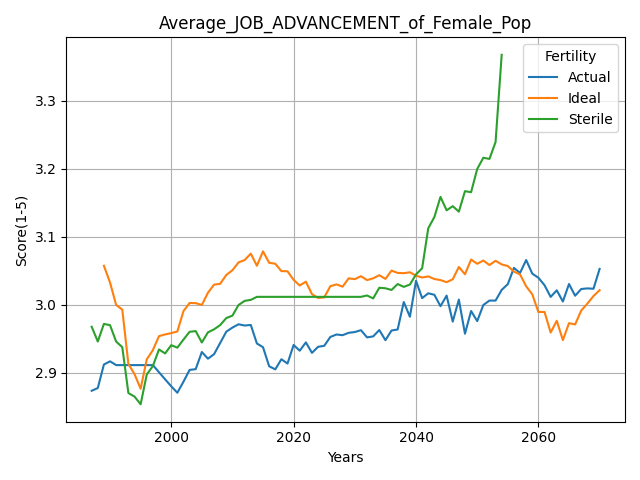 Average_JOB_ADVANCEMENT_of_Female_Pop
Fertility
Actual
Ideal
Sterile
3.3
3.2
3.1
3.0
2.9
Score(1-5)
2000 2020 2040 2060
Years